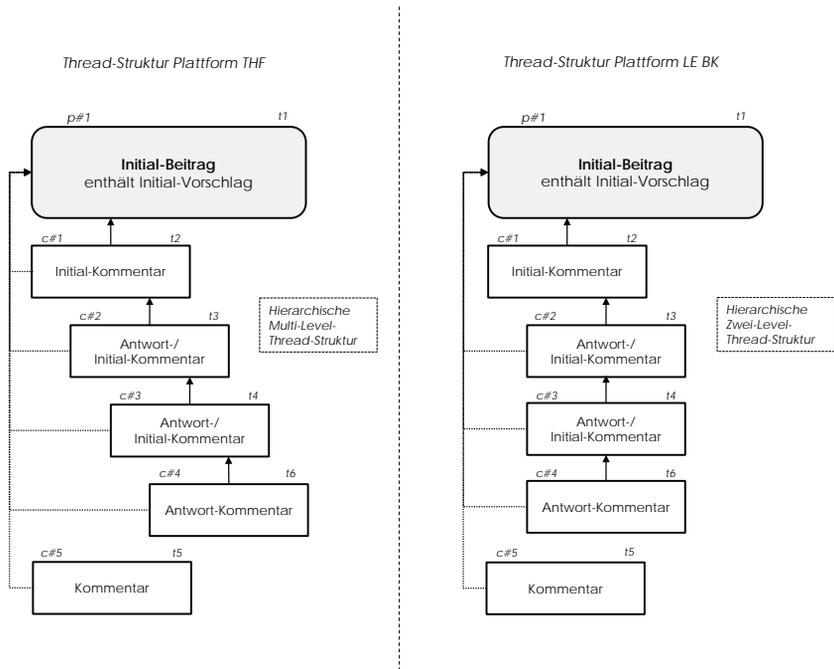 Thread-Struktur Plattform THF
p#1 t1
Initial-Beitrag
enthält Initial-Vorschlag
c#1 t2
Initial-Kommentar
c#2 t3
Antwort-/
Initial-Kommentar
Hierarchische
Multi-Level-
Thread-Struktur
c#3 t4
Antwort-/
Initial-Kommentar
c#4 t6
Antwort-Kommentar
c#5 t5
Kommentar
Thread-Struktur Plattform LE BK
p#1 t1
Initial-Beitrag
enthält Initial-Vorschlag
c#1 t2
Initial-Kommentar
c#2 t3
Antwort-/
Initial-Kommentar
Hierarchische
Zwei-Level-
Thread-Struktur
c#3 t4
Antwort-/
Initial-Kommentar
c#4 t6
Antwort-Kommentar
c#5 t5
Kommentar